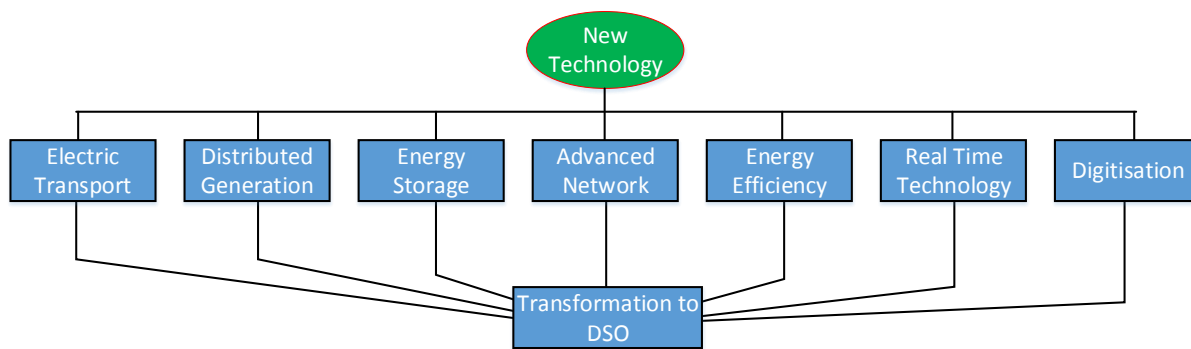 New
Technology
Electric
Transport
Distributed
Generation
Energy
Storage
Advanced
Network
Energy
Efficiency
Real Time
Technology
Digitisation
Transformation to
DSO